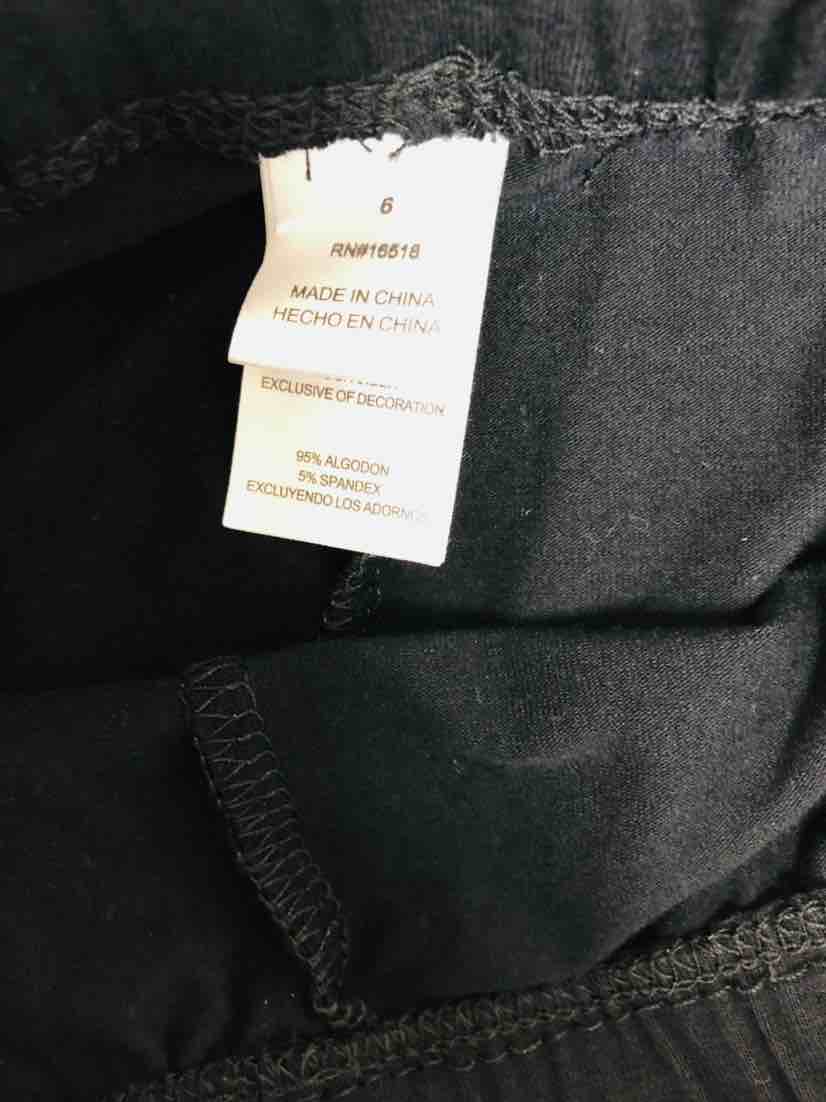 6
RN#16518
MADE IN CHINA
HECHO EN CHINA
EXCLUSIVE OF DECORATION
95% ALGODON
5% SPANDEX
EXCLUYENDO LOS ADORNOS